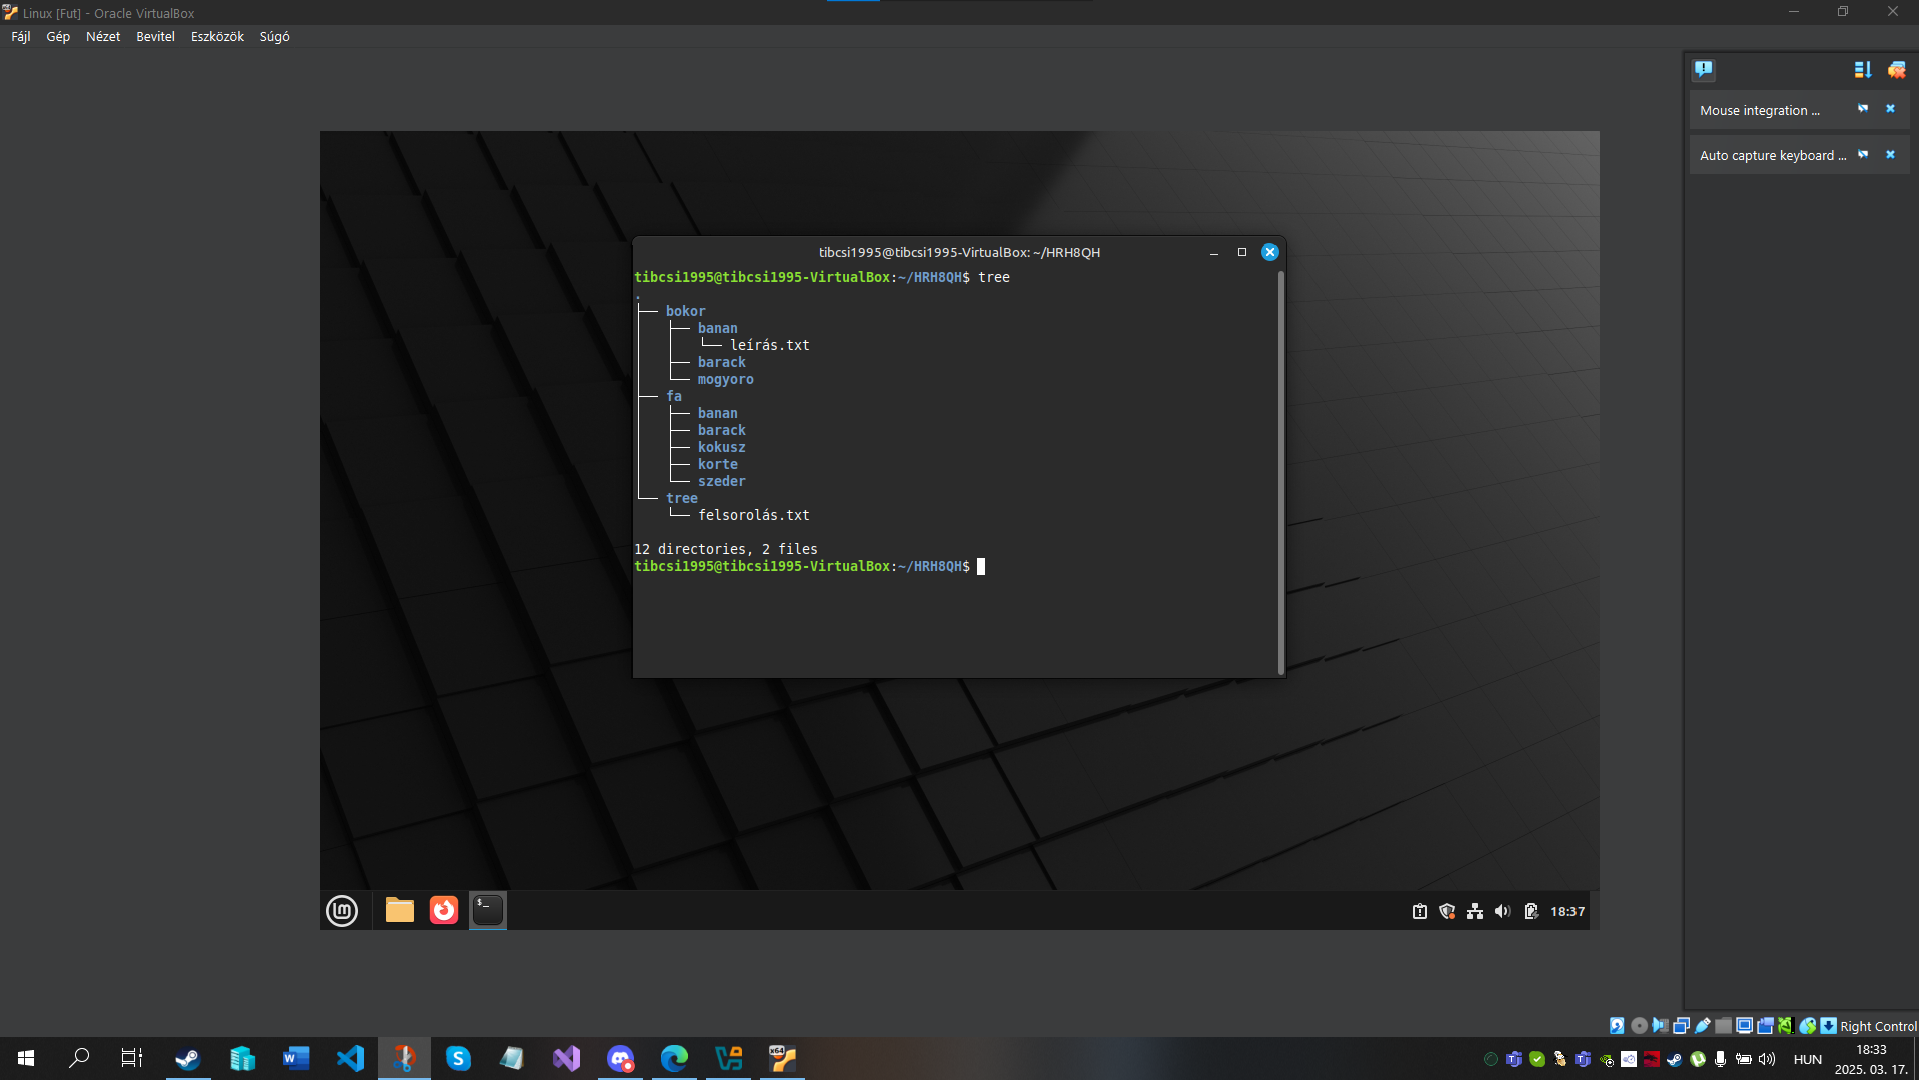 Linux [Fut] - Oracle VirtualBox
Fájl Gép Nézet Bevitel Eszközök Súgó
Mouse integration ...
Auto capture keyboard ...
tibcsi1995@tibcsi1995-VirtualBox: ~/HRH8QH
tibcsi1995@tibcsi1995-VirtualBox:~/HRH8QH$ tree
.
├── bokor
│   ├── banan
│   │   └── leírás.txt
│   ├── barack
│   └── mogyoro
├── fa
│   ├── banan
│   ├── barack
│   ├── kokusz
│   ├── korte
│   └── szeder
└── tree
    └── felsorolás.txt
12 directories, 2 files
tibcsi1995@tibcsi1995-VirtualBox:~/HRH8QH$
18:37
Right Control
HUN
18:33
2025. 03. 17.